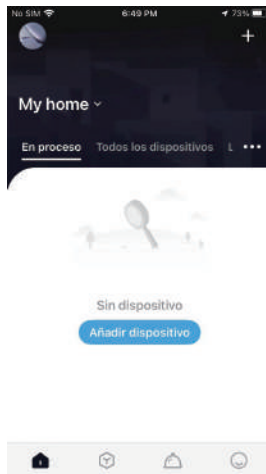 No SIM 6:49 PM 73%
My home
En proceso Todos los dispositivos L
Sin dispositivo
Añadir dispositivo